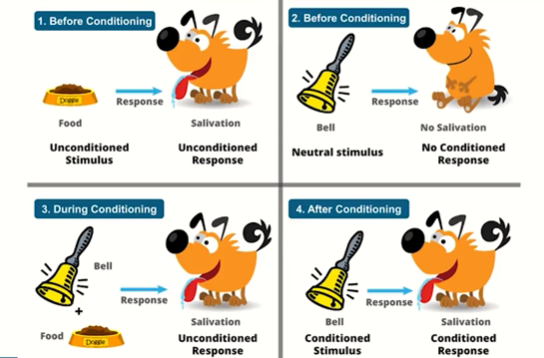 1. Before Conditioning
Doggie
Response
Food
Salivation
Unconditioned
Stimulus
Unconditioned
Response
2. Before Conditioning
Response
Bell
No Salivation
Neutral stimulus
No Conditioned
Response
3. During Conditioning
Bell
+
Response
Food
Doggie
Salivation
Unconditioned
Response
4. After Conditioning
Response
Bell
Salivation
Conditioned
Stimulus
Conditioned
Response